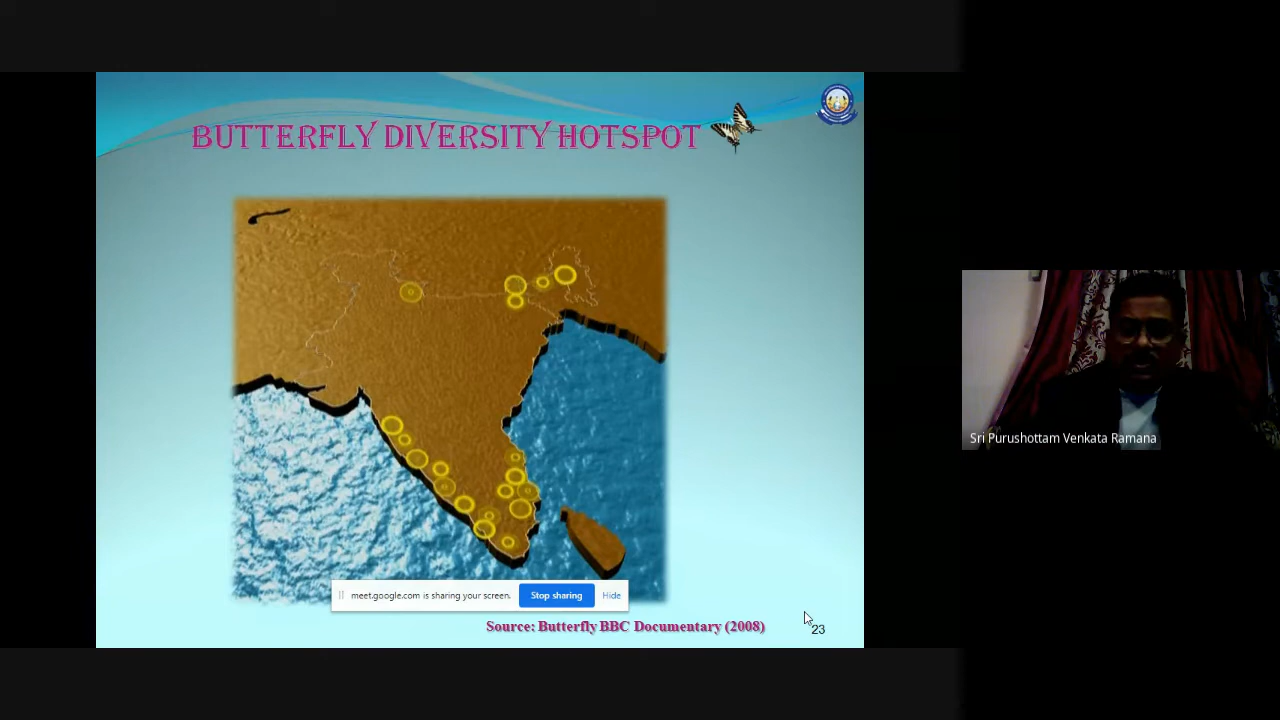 BUTTERFLY DIVERSITY HOTSPOT
meet.google.com is sharing your screen.
Stop sharing
Hide
Source: Butterfly BBC Documentary (2008)
23
Sri Purushottam Venkata Ramana